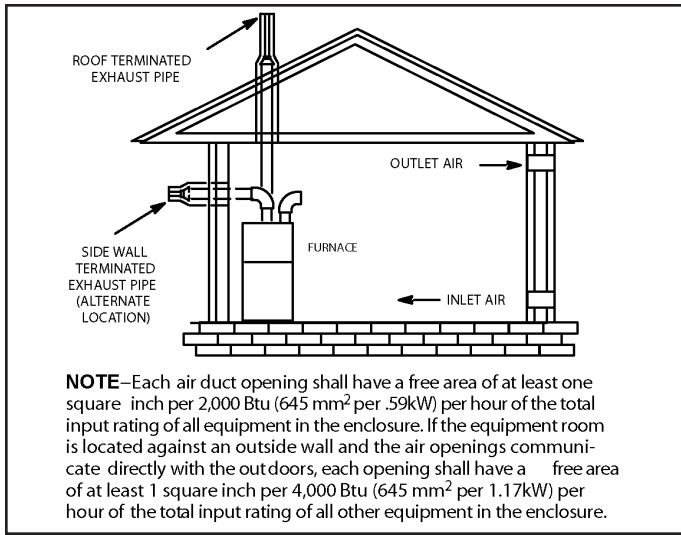 ROOF TERMINATED
EXHAUST PIPE
OUTLET AIR
SIDE WALL
TERMINATED
EXHAUST PIPE
(ALTERNATE
LOCATION)
FURNACE
INLET AIR
NOTE–Each air duct opening shall have a free area of at least one
square inch per 2,000 Btu (645 mm² per .59kW) per hour of the total
input rating of all equipment in the enclosure. If the equipment room
is located against an outside wall and the air openings communi-
cate directly with the outdoors, each opening shall have a free area
of at least 1 square inch per 4,000 Btu (645 mm² per 1.17kW) per
hour of the total input rating of all other equipment in the enclosure.